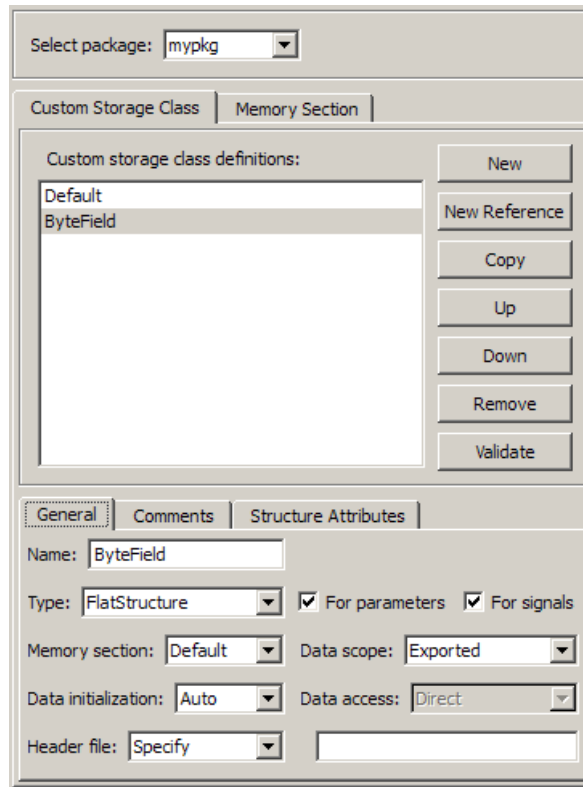 Select package: mypkg
Custom Storage Class Memory Section
Custom storage class definitions:
Default
ByteField
New
New Reference
Copy
Up
Down
Remove
Validate
General Comments Structure Attributes
Name: ByteField
Type: FlatStructure For parameters For signals
Memory section: Default Data scope: Exported
Data initialization: Auto Data access: Direct
Header file: Specify